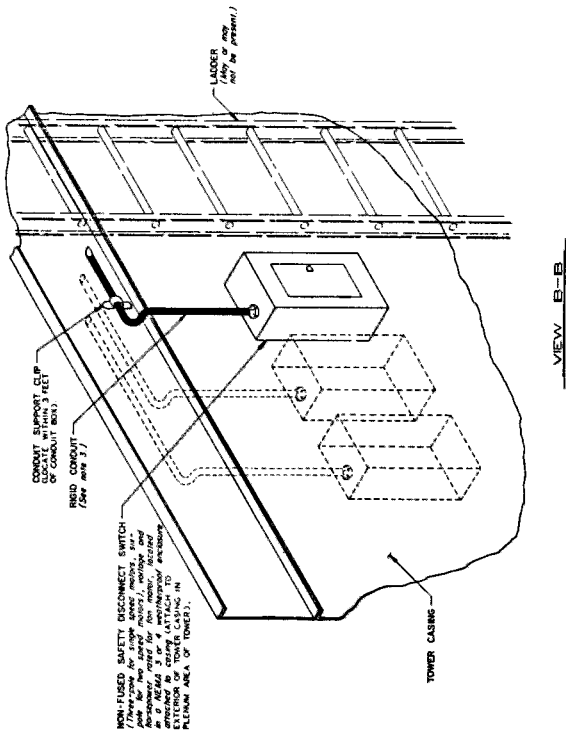 LADDER
(May or may
not be present.)
CONDUIT SUPPORT CLIP
(LOCATE WITHIN 3 FEET
OF CONDUIT BOX)
RIGID CONDUIT
(See note 3)
NON-FUSED SAFETY DISCONNECT SWITCH
(Three-pole for single speed motors, six-
pole for two speed motors), voltage and
horsepower rated for fan motor, located
in a NEMA 3 or 4 weatherproof enclosure
attached to casing (ATTACH TO
EXTERIOR OF TOWER CASING IN
PLENUM AREA OF TOWER).
TOWER CASING
VIEW B-B